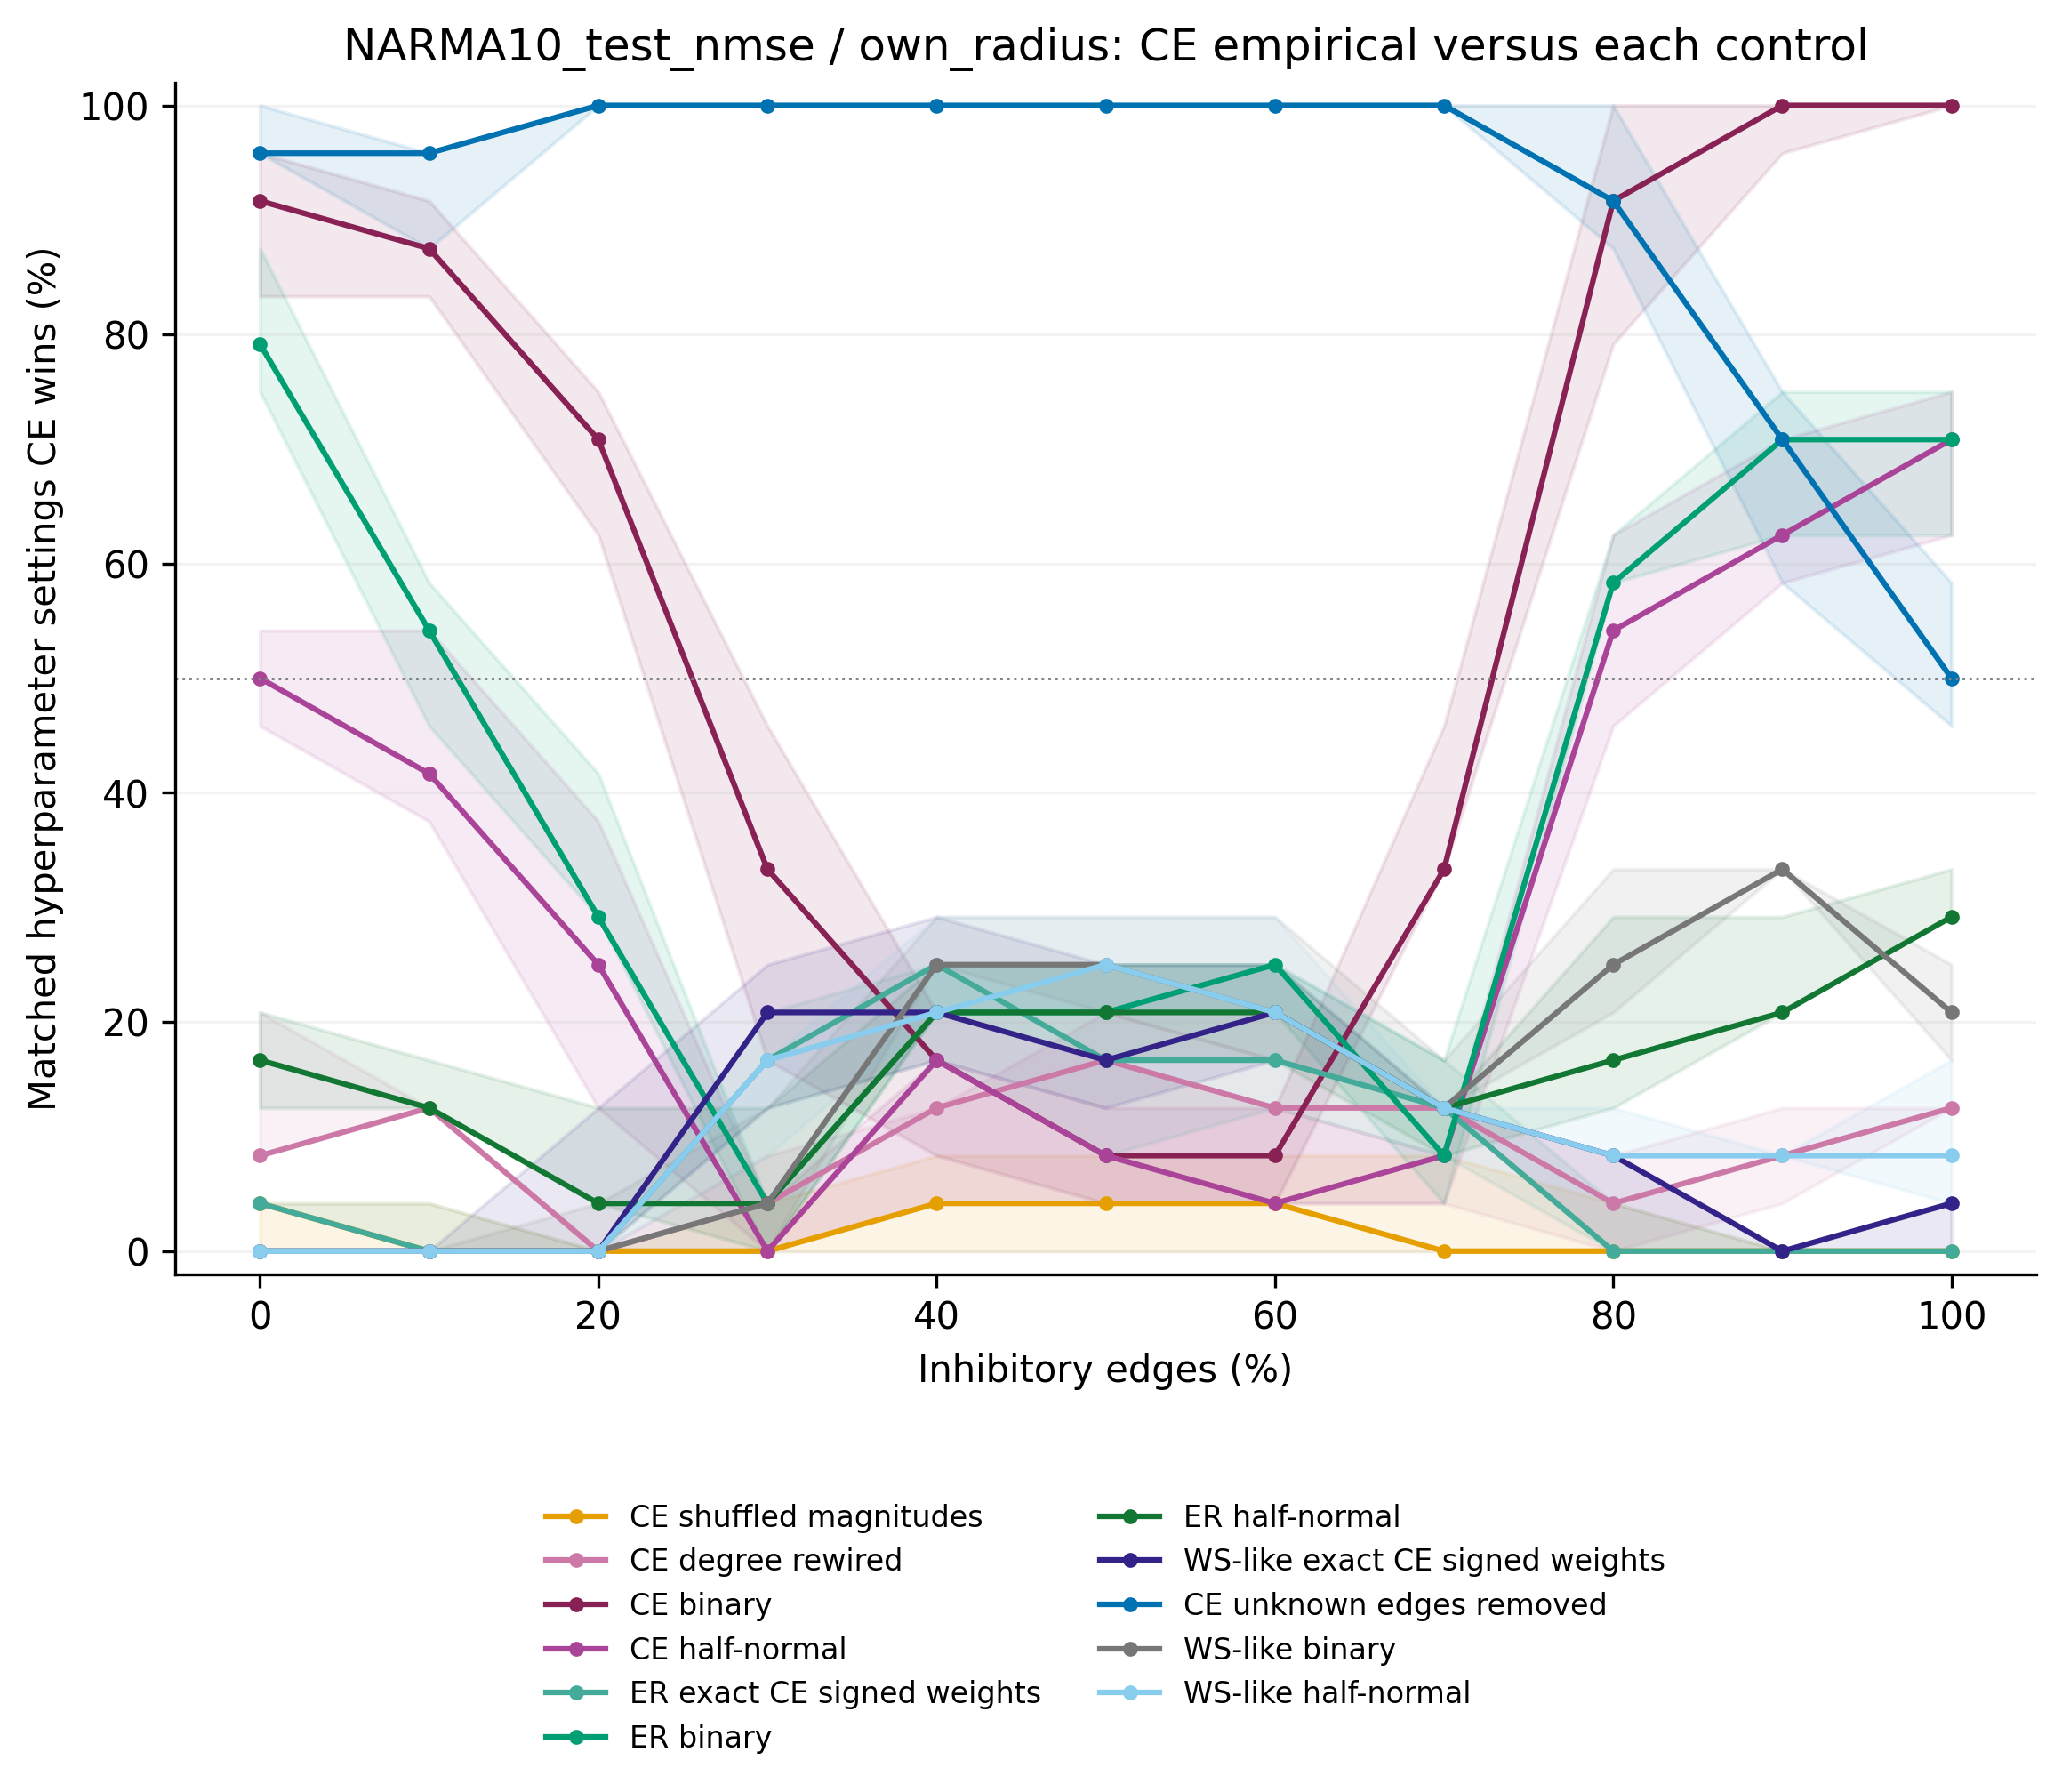 NARMA10_test_nmse / own_radius: CE empirical versus each control
Matched hyperparameter settings CE wins (%)
100
80
60
40
20
0
0 20 40 60 80 100
Inhibitory edges (%)
CE shuffled magnitudes
CE degree rewired
CE binary
CE half-normal
ER exact CE signed weights
ER binary
ER half-normal
WS-like exact CE signed weights
CE unknown edges removed
WS-like binary
WS-like half-normal